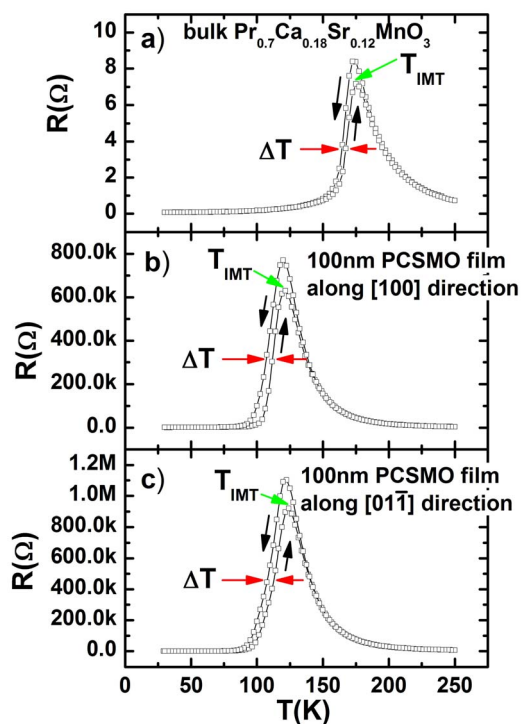 a) bulk Pr0.7Ca0.18Sr0.12MnO3
TIMT
ΔT
R(Ω)
8
6
4
2
0
b) 100nm PCSMO film
along [100] direction
TIMT
ΔT
R(Ω)
800.0k
600.0k
400.0k
200.0k
0.0
c) 100nm PCSMO film
along [011̄] direction
TIMT
ΔT
R(Ω)
1.2M
1.0M
800.0k
600.0k
400.0k
200.0k
0.0
0 50 100 150 200 250
T(K)